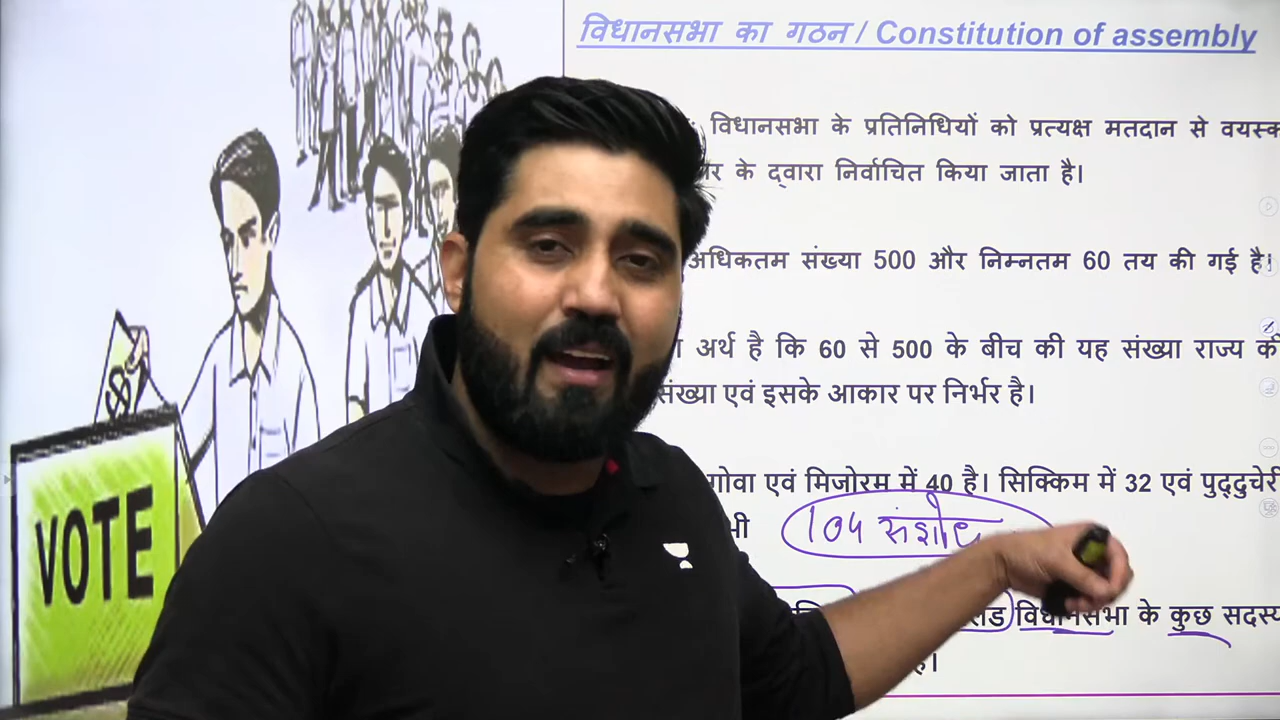 विधानसभा का गठन / Constitution of assembly
विधानसभा के प्रतिनिधियों को प्रत्यक्ष मतदान से वयस्क
के द्वारा निर्वाचित किया जाता है।
अधिकतम संख्या 500 और निम्नतम 60 तय की गई है।
अर्थ है कि 60 से 500 के बीच की यह संख्या राज्य की
संख्या एवं इसके आकार पर निर्भर है।
गोवा एवं मिजोरम में 40 है। सिक्किम में 32 एवं पुद्दुचेरी
104
विधानसभा के कुछ सदस्य
है।
VOTE